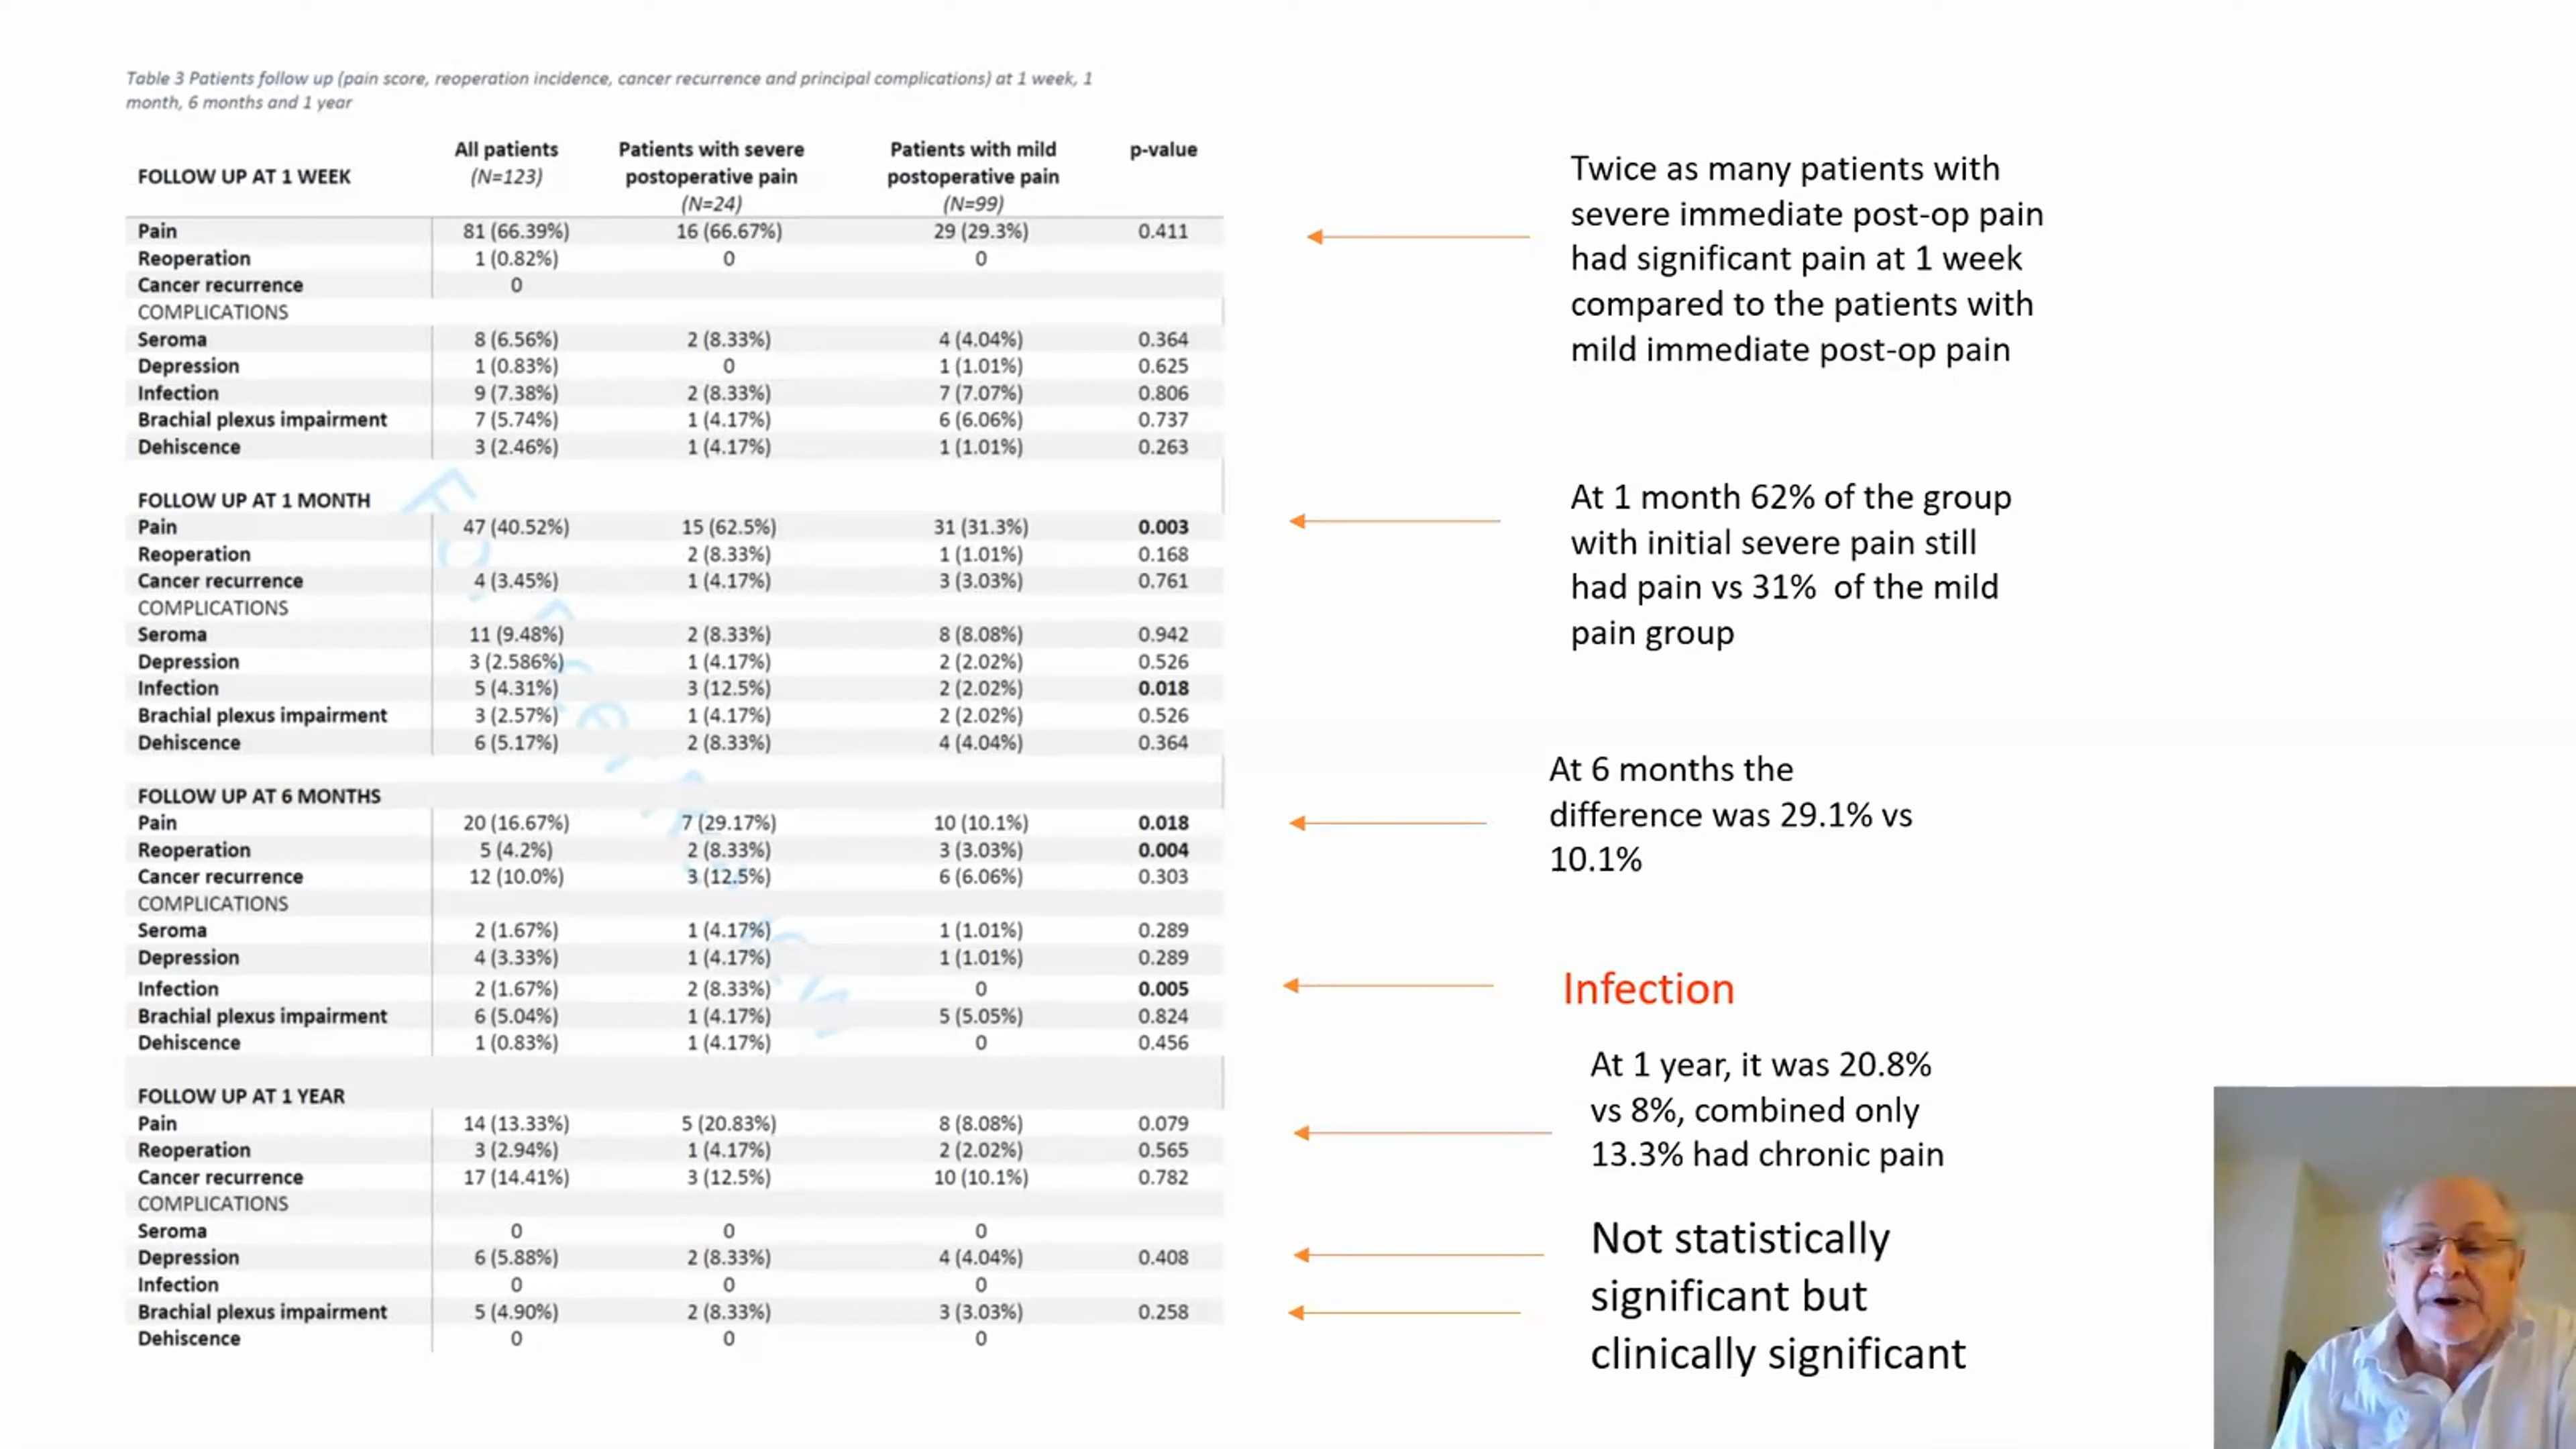 Table 3 Patients follow up (pain score, reoperation incidence, cancer recurrence and principal complications) at 1 week, 1
month, 6 months and 1 year
FOLLOW UP AT 1 WEEK All patients (N=123) Patients with severe postoperative pain (N=24) Patients with mild postoperative pain (N=99) p-value
Pain 81 (66.39%) 16 (66.67%) 29 (29.3%) 0.411
Reoperation 1 (0.82%) 0 0
Cancer recurrence 0
COMPLICATIONS
Seroma 8 (6.56%) 2 (8.33%) 4 (4.04%) 0.364
Depression 1 (0.83%) 0 1 (1.01%) 0.625
Infection 9 (7.38%) 2 (8.33%) 7 (7.07%) 0.806
Brachial plexus impairment 7 (5.74%) 1 (4.17%) 6 (6.06%) 0.737
Dehiscence 3 (2.46%) 1 (4.17%) 1 (1.01%) 0.263
FOLLOW UP AT 1 MONTH
Pain 47 (40.52%) 15 (62.5%) 31 (31.3%) 0.003
Reoperation 2 (8.33%) 1 (1.01%) 0.168
Cancer recurrence 4 (3.45%) 1 (4.17%) 3 (3.03%) 0.761
COMPLICATIONS
Seroma 11 (9.48%) 2 (8.33%) 8 (8.08%) 0.942
Depression 3 (2.586%) 1 (4.17%) 2 (2.02%) 0.526
Infection 5 (4.31%) 3 (12.5%) 2 (2.02%) 0.018
Brachial plexus impairment 3 (2.57%) 1 (4.17%) 2 (2.02%) 0.526
Dehiscence 6 (5.17%) 2 (8.33%) 4 (4.04%) 0.364
FOLLOW UP AT 6 MONTHS
Pain 20 (16.67%) 7 (29.17%) 10 (10.1%) 0.018
Reoperation 5 (4.2%) 2 (8.33%) 3 (3.03%) 0.004
Cancer recurrence 12 (10.0%) 3 (12.5%) 6 (6.06%) 0.303
COMPLICATIONS
Seroma 2 (1.67%) 1 (4.17%) 1 (1.01%) 0.289
Depression 4 (3.33%) 1 (4.17%) 1 (1.01%) 0.289
Infection 2 (1.67%) 2 (8.33%) 0 0.005
Brachial plexus impairment 6 (5.04%) 1 (4.17%) 5 (5.05%) 0.824
Dehiscence 1 (0.83%) 1 (4.17%) 0 0.456
FOLLOW UP AT 1 YEAR
Pain 14 (13.33%) 5 (20.83%) 8 (8.08%) 0.079
Reoperation 3 (2.94%) 1 (4.17%) 2 (2.02%) 0.565
Cancer recurrence 17 (14.41%) 3 (12.5%) 10 (10.1%) 0.782
COMPLICATIONS
Seroma 0 0 0
Depression 6 (5.88%) 2 (8.33%) 4 (4.04%) 0.408
Infection 0 0 0
Brachial plexus impairment 5 (4.90%) 2 (8.33%) 3 (3.03%) 0.258
Dehiscence 0 0 0
Twice as many patients with
severe immediate post-op pain
had significant pain at 1 week
compared to the patients with
mild immediate post-op pain
At 1 month 62% of the group
with initial severe pain still
had pain vs 31% of the mild
pain group
At 6 months the
difference was 29.1% vs
10.1%
Infection
At 1 year, it was 20.8%
vs 8%, combined only
13.3% had chronic pain
Not statistically
significant but
clinically significant